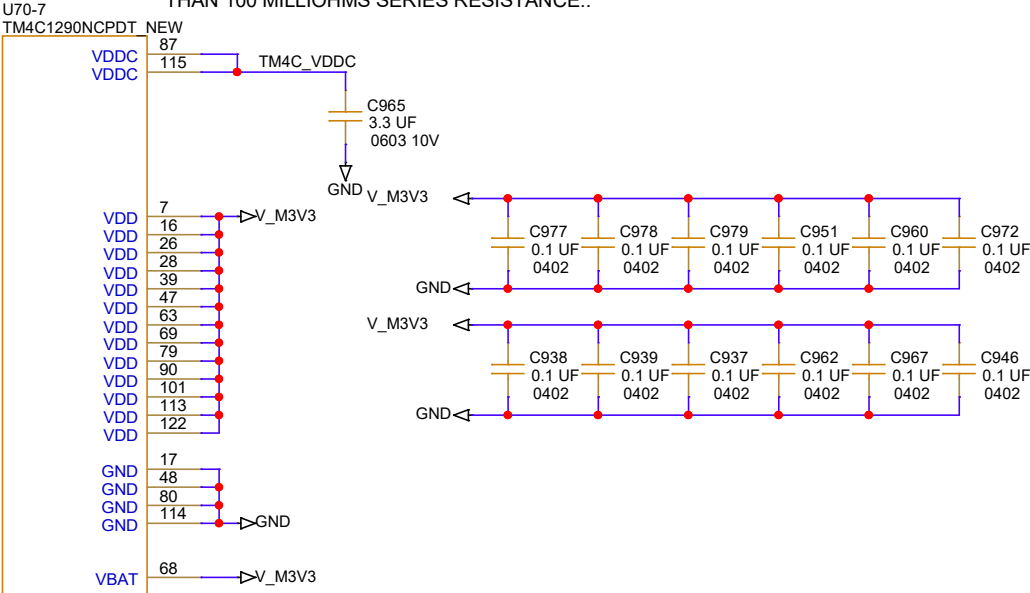 THAN 100 MILLIOHMS SERIES RESISTANCE..
U70-7
TM4C1290NCPDT_NEW
VDDC 87
VDDC 115 TM4C_VDDC
C965
3.3 UF
0603 10V
GND
VDD 7 V_M3V3
VDD 16
VDD 26
VDD 28
VDD 39
VDD 47
VDD 63
VDD 69
VDD 79
VDD 90
VDD 101
VDD 113
VDD 122
GND 17
GND 48
GND 80
GND 114 GND
VBAT 68 V_M3V3
V_M3V3
C977 C978 C979 C951 C960 C972
0.1 UF 0.1 UF 0.1 UF 0.1 UF 0.1 UF 0.1 UF
0402 0402 0402 0402 0402 0402
GND
V_M3V3
C938 C939 C937 C962 C967 C946
0.1 UF 0.1 UF 0.1 UF 0.1 UF 0.1 UF 0.1 UF
0402 0402 0402 0402 0402 0402
GND